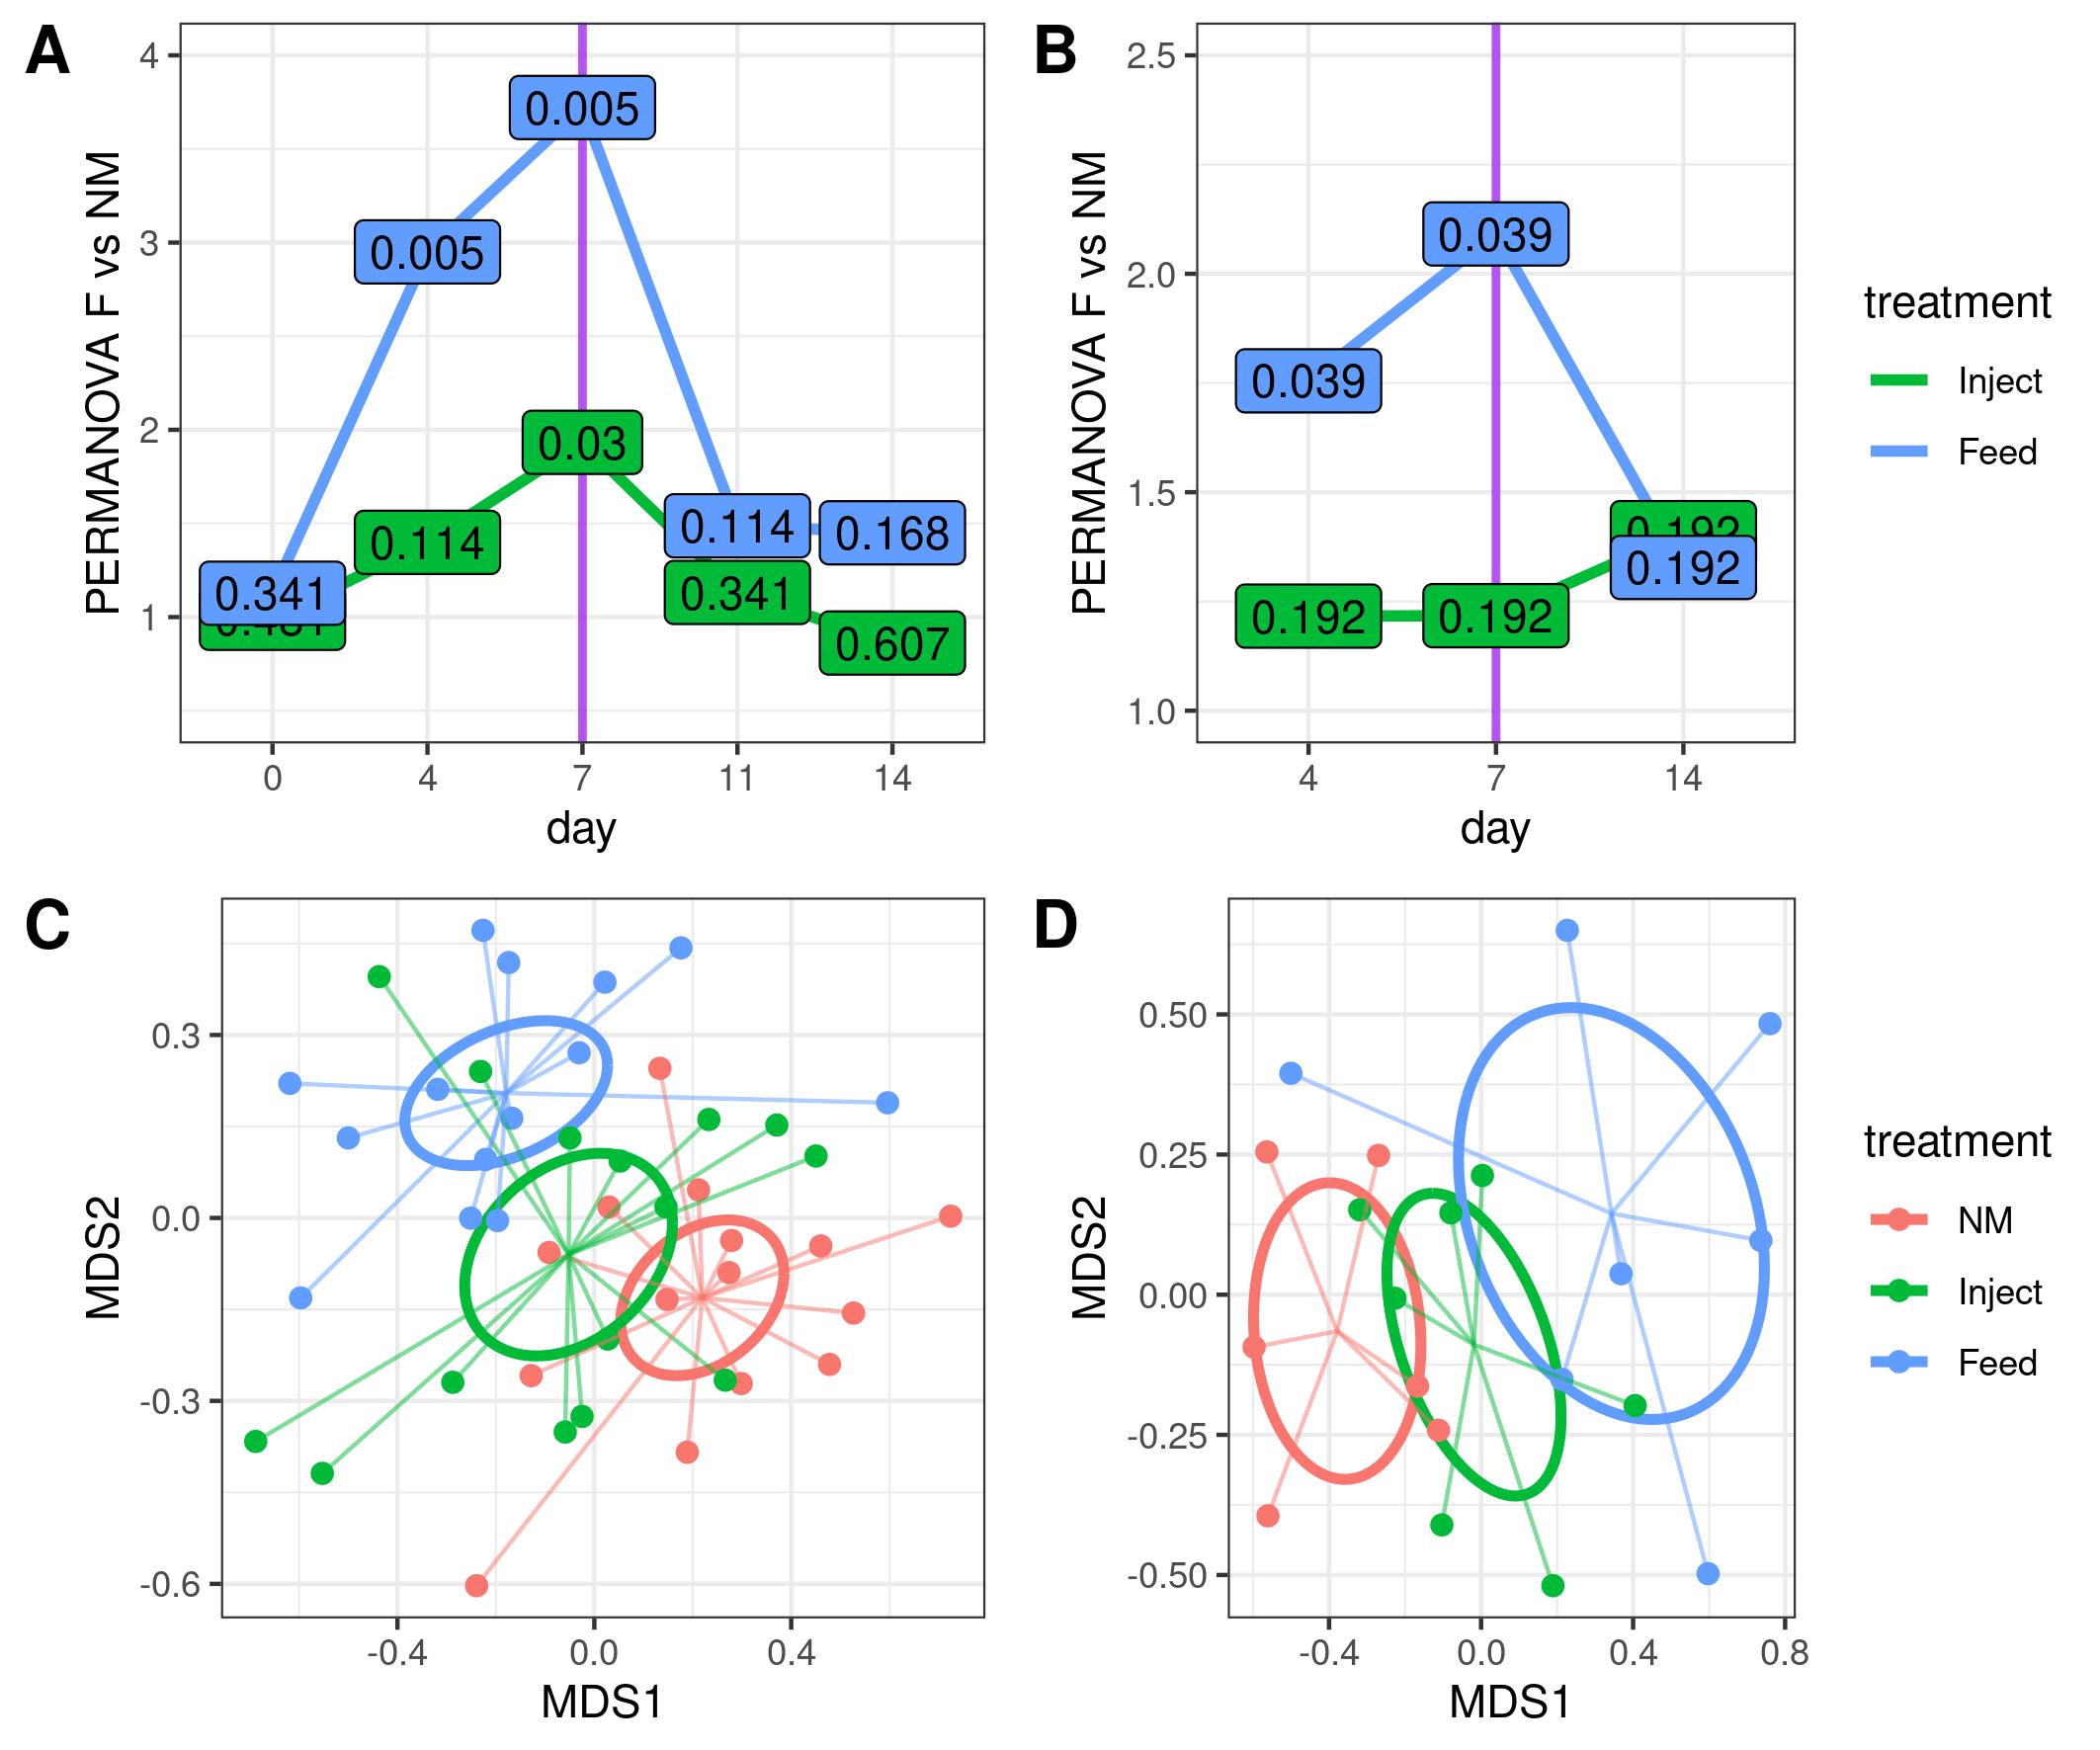 A
PERMANOVA F vs NM
4
3
2
1
0.005
0.005
0.03
0.114
0.341
0.114
0.168
0.341
0.607
0 4 7 11 14
day
B
PERMANOVA F vs NM
2.5
2.0
1.5
1.0
0.039
0.039
0.192
0.192
0.192
0.192
4 7 14
day
treatment
Inject
Feed
C
MDS2
0.3
0.0
-0.3
-0.6
-0.4 0.0 0.4
MDS1
D
MDS2
0.50
0.25
0.00
-0.25
-0.50
-0.4 0.0 0.4 0.8
MDS1
treatment
NM
Inject
Feed